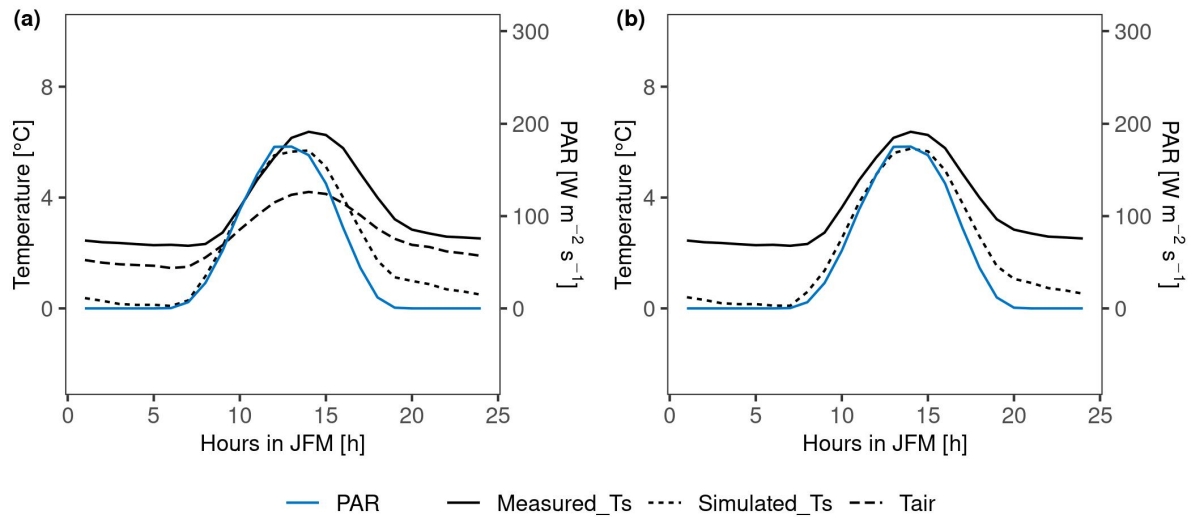 (a)
(b)
300
200
100
0
8
4
0
Temperature [°C]
PAR [W m⁻² s⁻¹]
0 5 10 15 20 25
Hours in JFM [h]
300
200
100
0
8
4
0
Temperature [°C]
PAR [W m⁻² s⁻¹]
0 5 10 15 20 25
Hours in JFM [h]
PAR Measured_Ts Simulated_Ts Tair